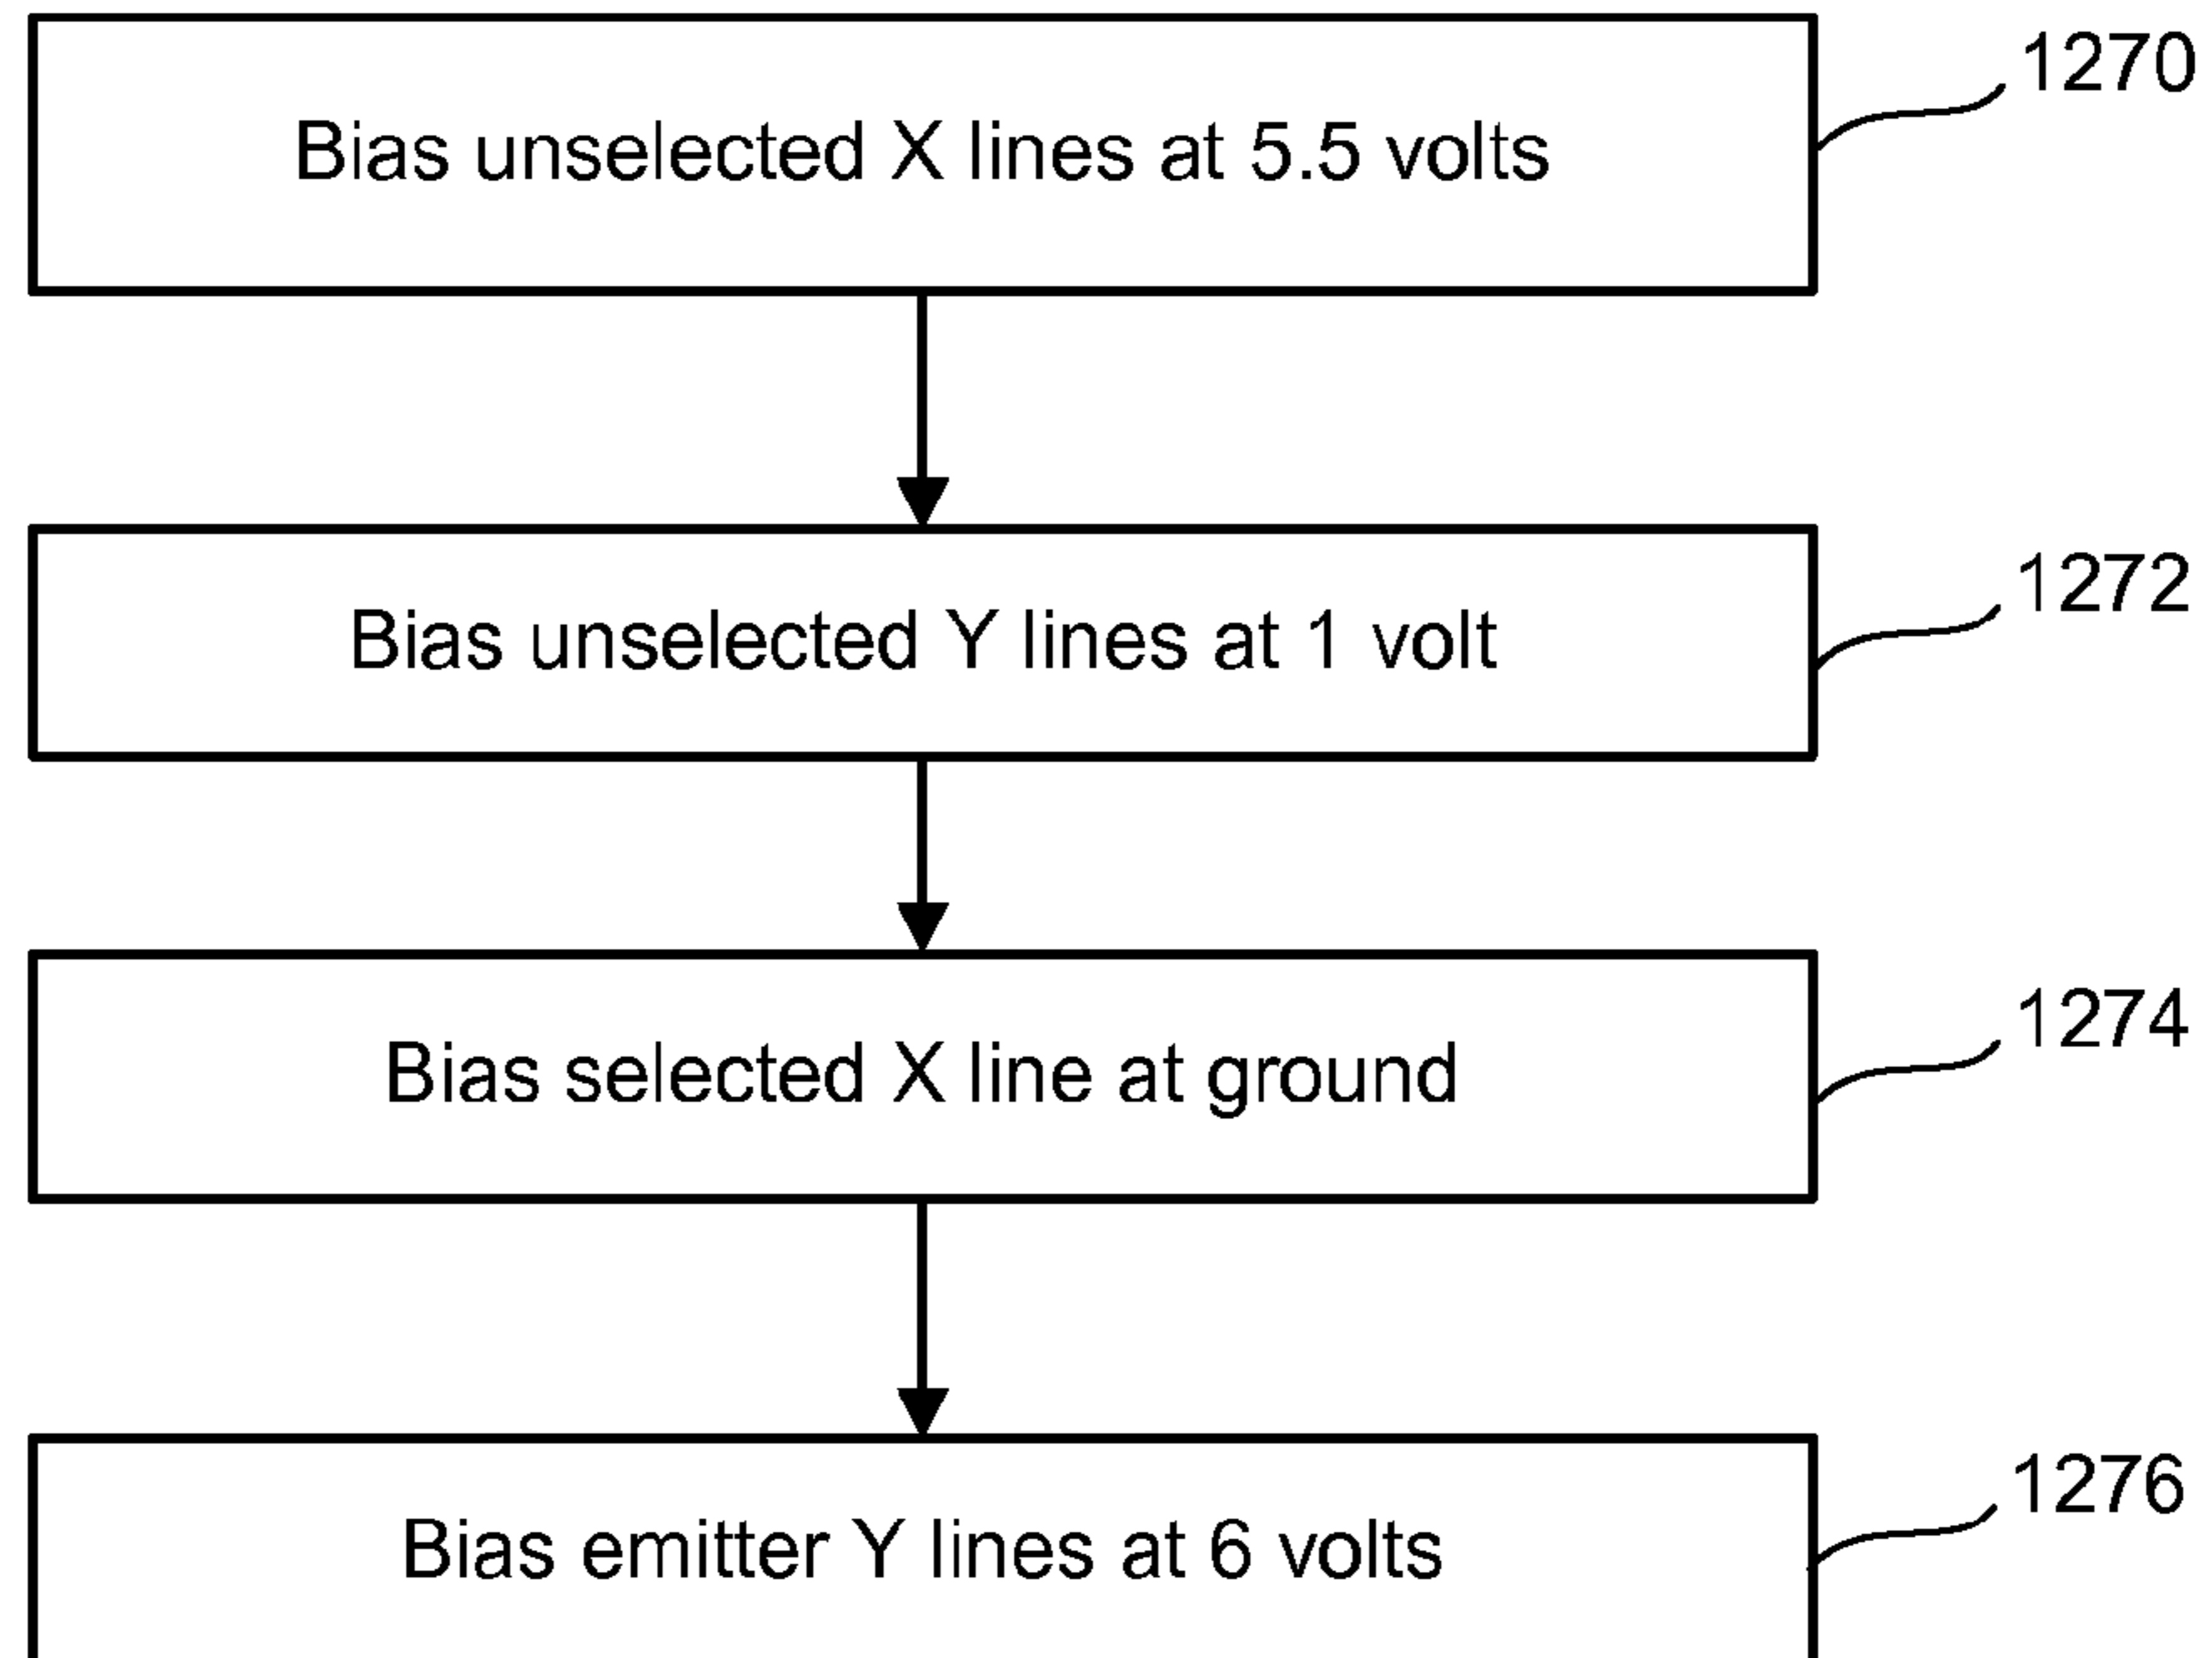 1270
Bias unselected X lines at 5.5 volts
1272
Bias unselected Y lines at 1 volt
1274
Bias selected X line at ground
1276
Bias emitter Y lines at 6 volts